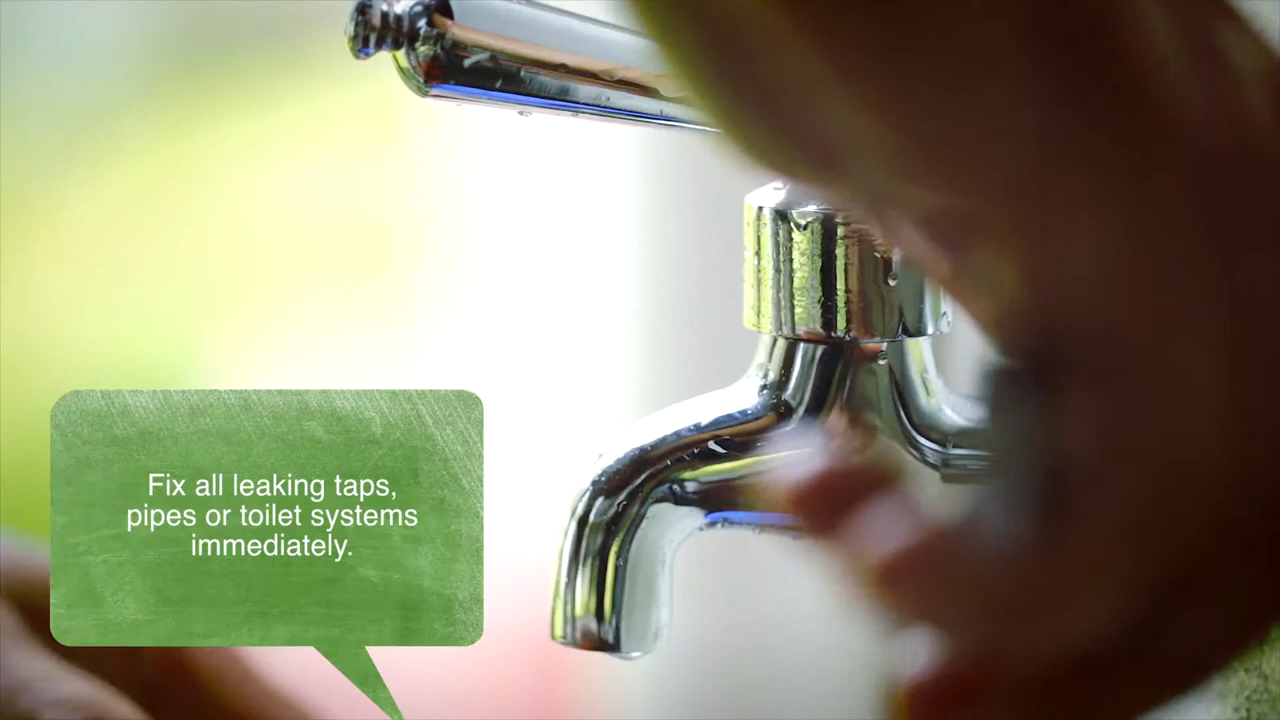 Fix all leaking taps,
pipes or toilet systems
immediately.